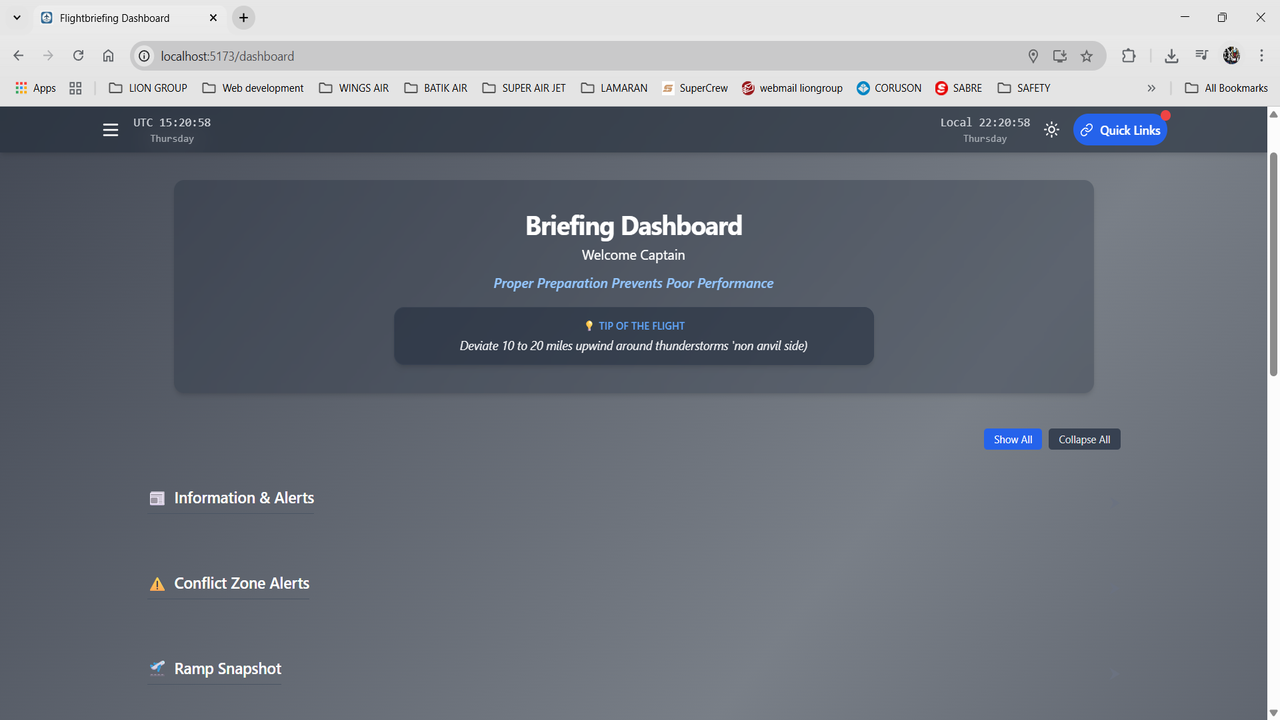 Flightbriefing Dashboard
localhost:5173/dashboard
Apps
LION GROUP
Web development
WINGS AIR
BATIK AIR
SUPER AIR JET
LAMARAN
SuperCrew
webmail liongroup
CORUSON
SABRE
SAFETY
All Bookmarks
UTC 15:20:58
Thursday
Local 22:20:58
Thursday
Quick Links
Briefing Dashboard
Welcome Captain
Proper Preparation Prevents Poor Performance
TIP OF THE FLIGHT
Deviate 10 to 20 miles upwind around thunderstorms 'non anvil side)
Show All
Collapse All
Information & Alerts
Conflict Zone Alerts
Ramp Snapshot